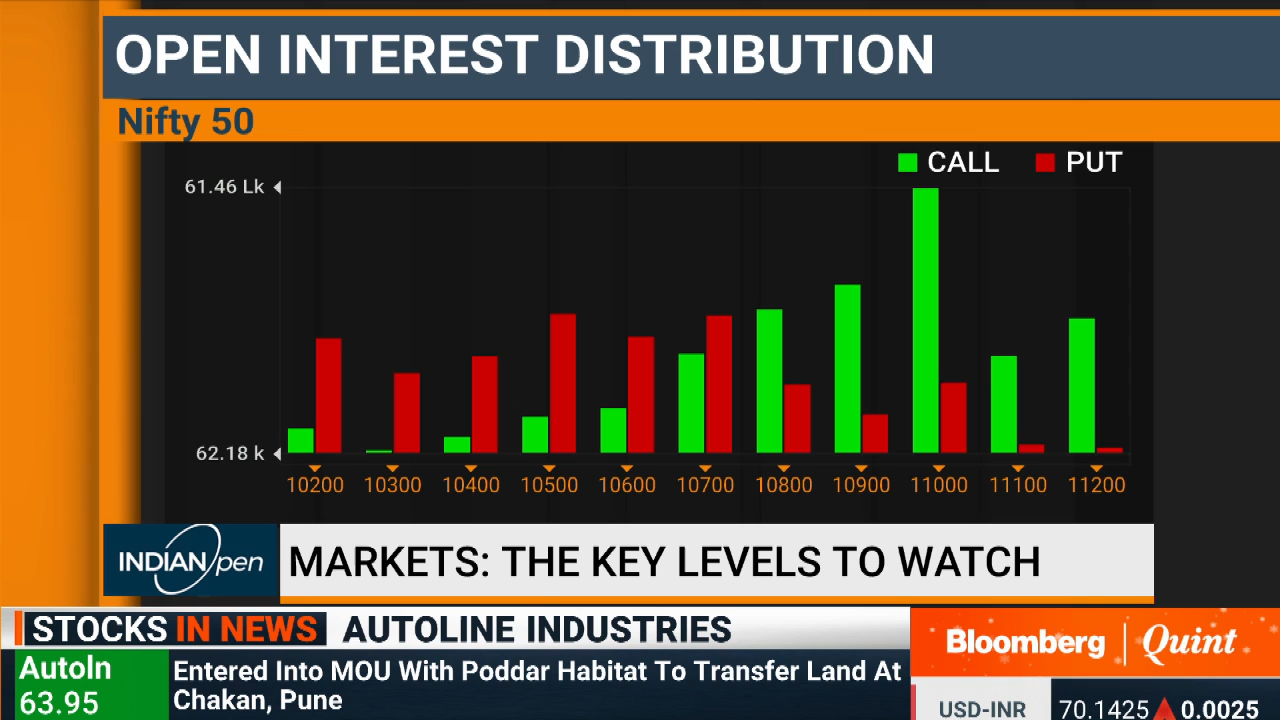 OPEN INTEREST DISTRIBUTION
Nifty 50
CALL PUT
61.46 Lk
62.18 k
10200 10300 10400 10500 10600 10700 10800 10900 11000 11100 11200
INDIAN Open
MARKETS: THE KEY LEVELS TO WATCH
STOCKS IN NEWS AUTOLINE INDUSTRIES
AutoIn
63.95
Entered Into MOU With Poddar Habitat To Transfer Land At
Chakan, Pune
Bloomberg | Quint
USD-INR 70.1425 ▲ 0.0025